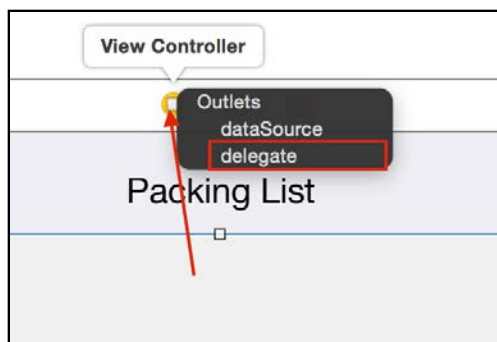 View Controller
Outlets
dataSource
delegate
Packing List